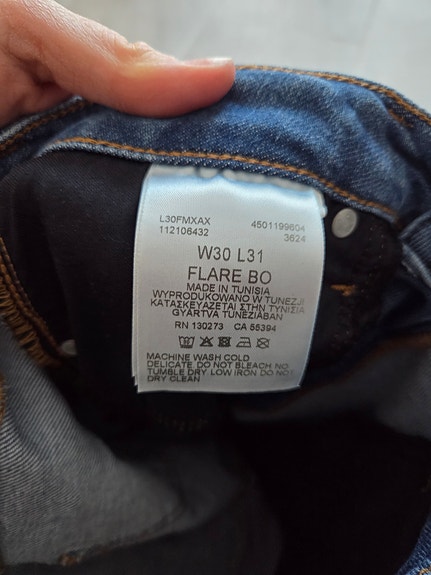 L30FMXAX 4501199604
112106432 3624
W30 L31
FLARE BO
MADE IN TUNISIA
WYPRODUKOWANO W TUNEZJI
ΚΑΤΑΣΚΕΥΑΖΕΤΑΙ ΣΤΗΝ ΤΥΝΙΣΙΑ
GYÁRTVA TUNÉZIÁBAN
RN 130273 CA 55394
MACHINE WASH COLD
DELICATE DO NOT BLEACH NO
TUMBLE DRY LOW IRON DO NOT
DRY CLEAN